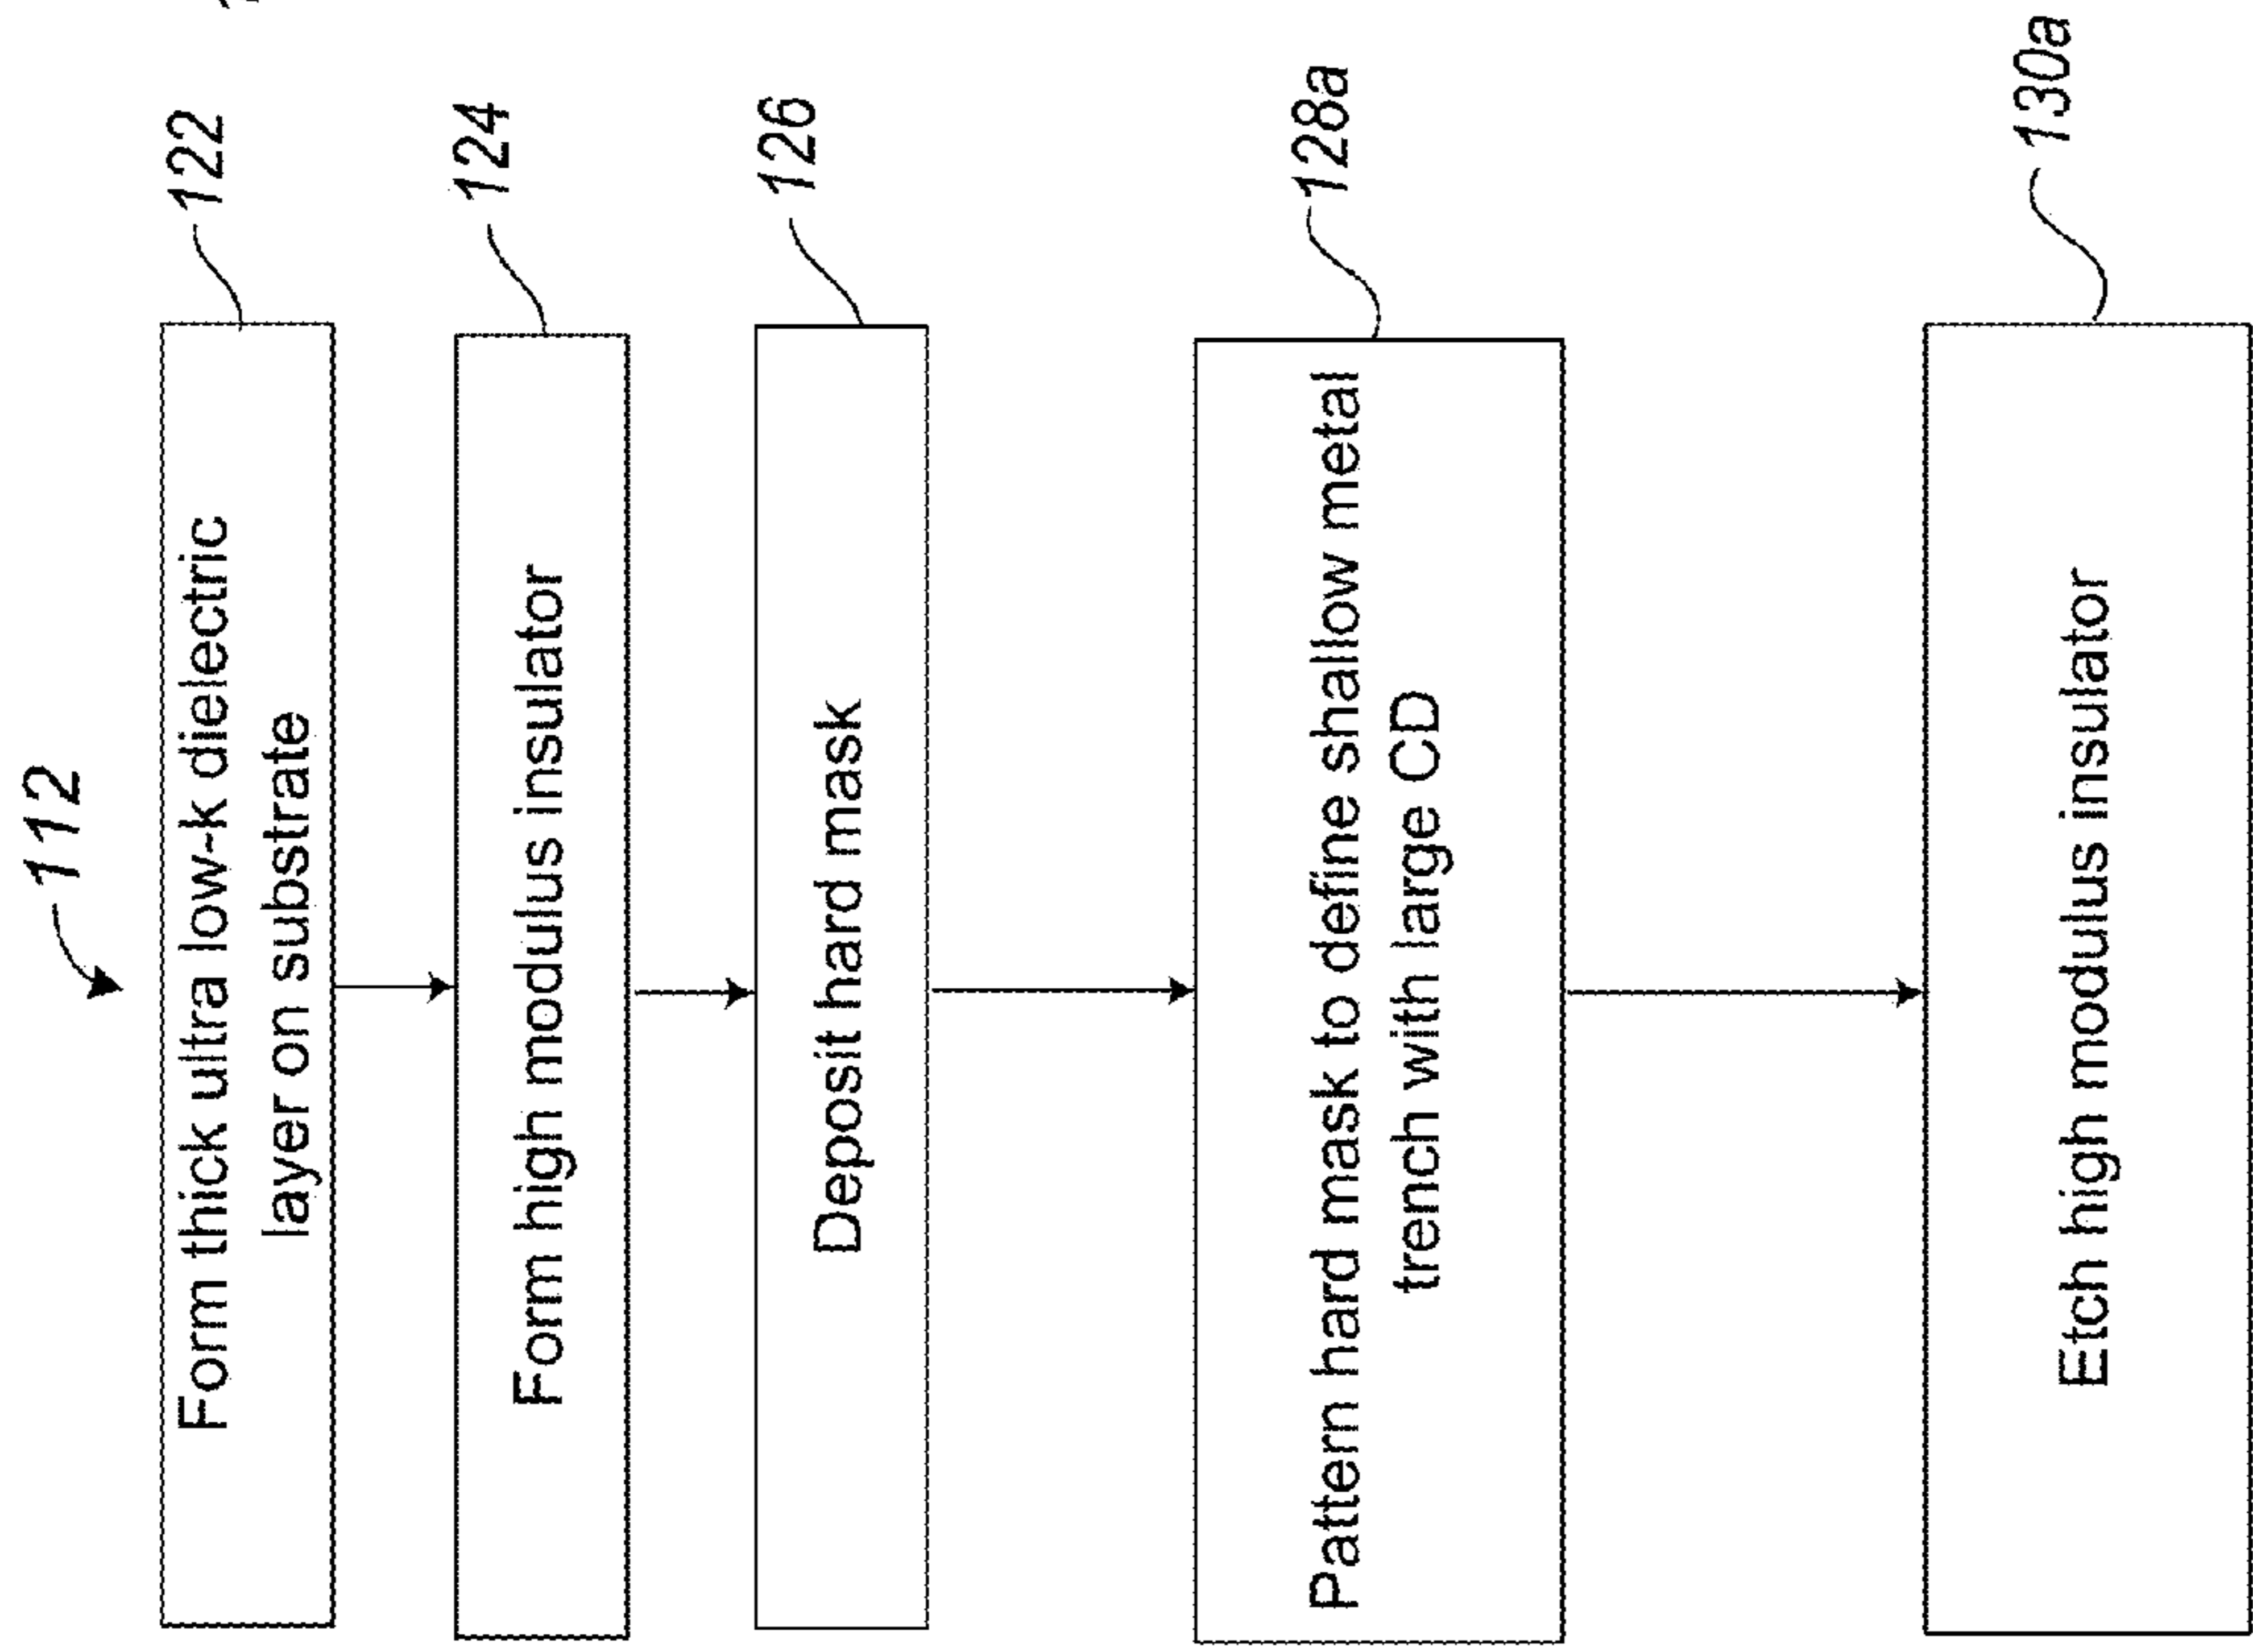 112
Form thick ultra low-k dielectric
layer on substrate
122
Form high modulus insulator
124
Deposit hard mask
126
Pattern hard mask to define shallow metal
trench with large CD
128a
Etch high modulus insulator
130a